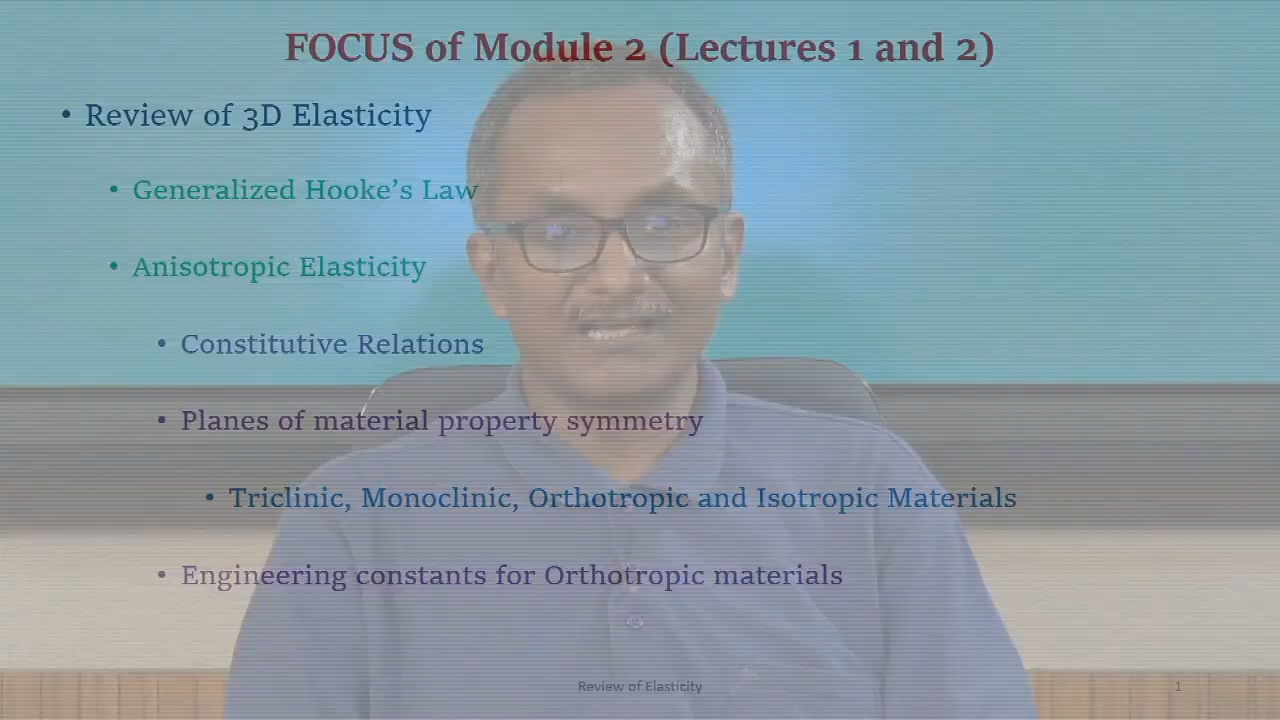 FOCUS of Module 2 (Lectures 1 and 2)
• Review of 3D Elasticity
• Generalized Hooke’s Law
• Anisotropic Elasticity
• Constitutive Relations
• Planes of material property symmetry
• Triclinic, Monoclinic, Orthotropic and Isotropic Materials
• Engineering constants for Orthotropic materials
Review of Elasticity
1